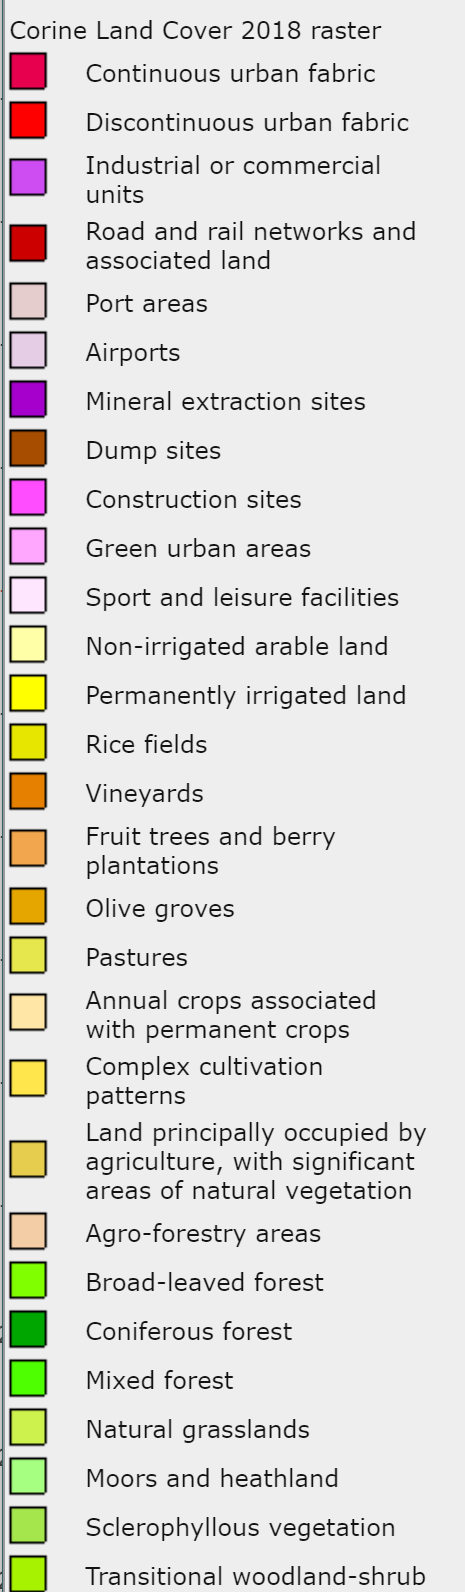 Corine Land Cover 2018 raster
Continuous urban fabric
Discontinuous urban fabric
Industrial or commercial
units
Road and rail networks and
associated land
Port areas
Airports
Mineral extraction sites
Dump sites
Construction sites
Green urban areas
Sport and leisure facilities
Non-irrigated arable land
Permanently irrigated land
Rice fields
Vineyards
Fruit trees and berry
plantations
Olive groves
Pastures
Annual crops associated
with permanent crops
Complex cultivation
patterns
Land principally occupied by
agriculture, with significant
areas of natural vegetation
Agro-forestry areas
Broad-leaved forest
Coniferous forest
Mixed forest
Natural grasslands
Moors and heathland
Sclerophyllous vegetation
Transitional woodland-shrub